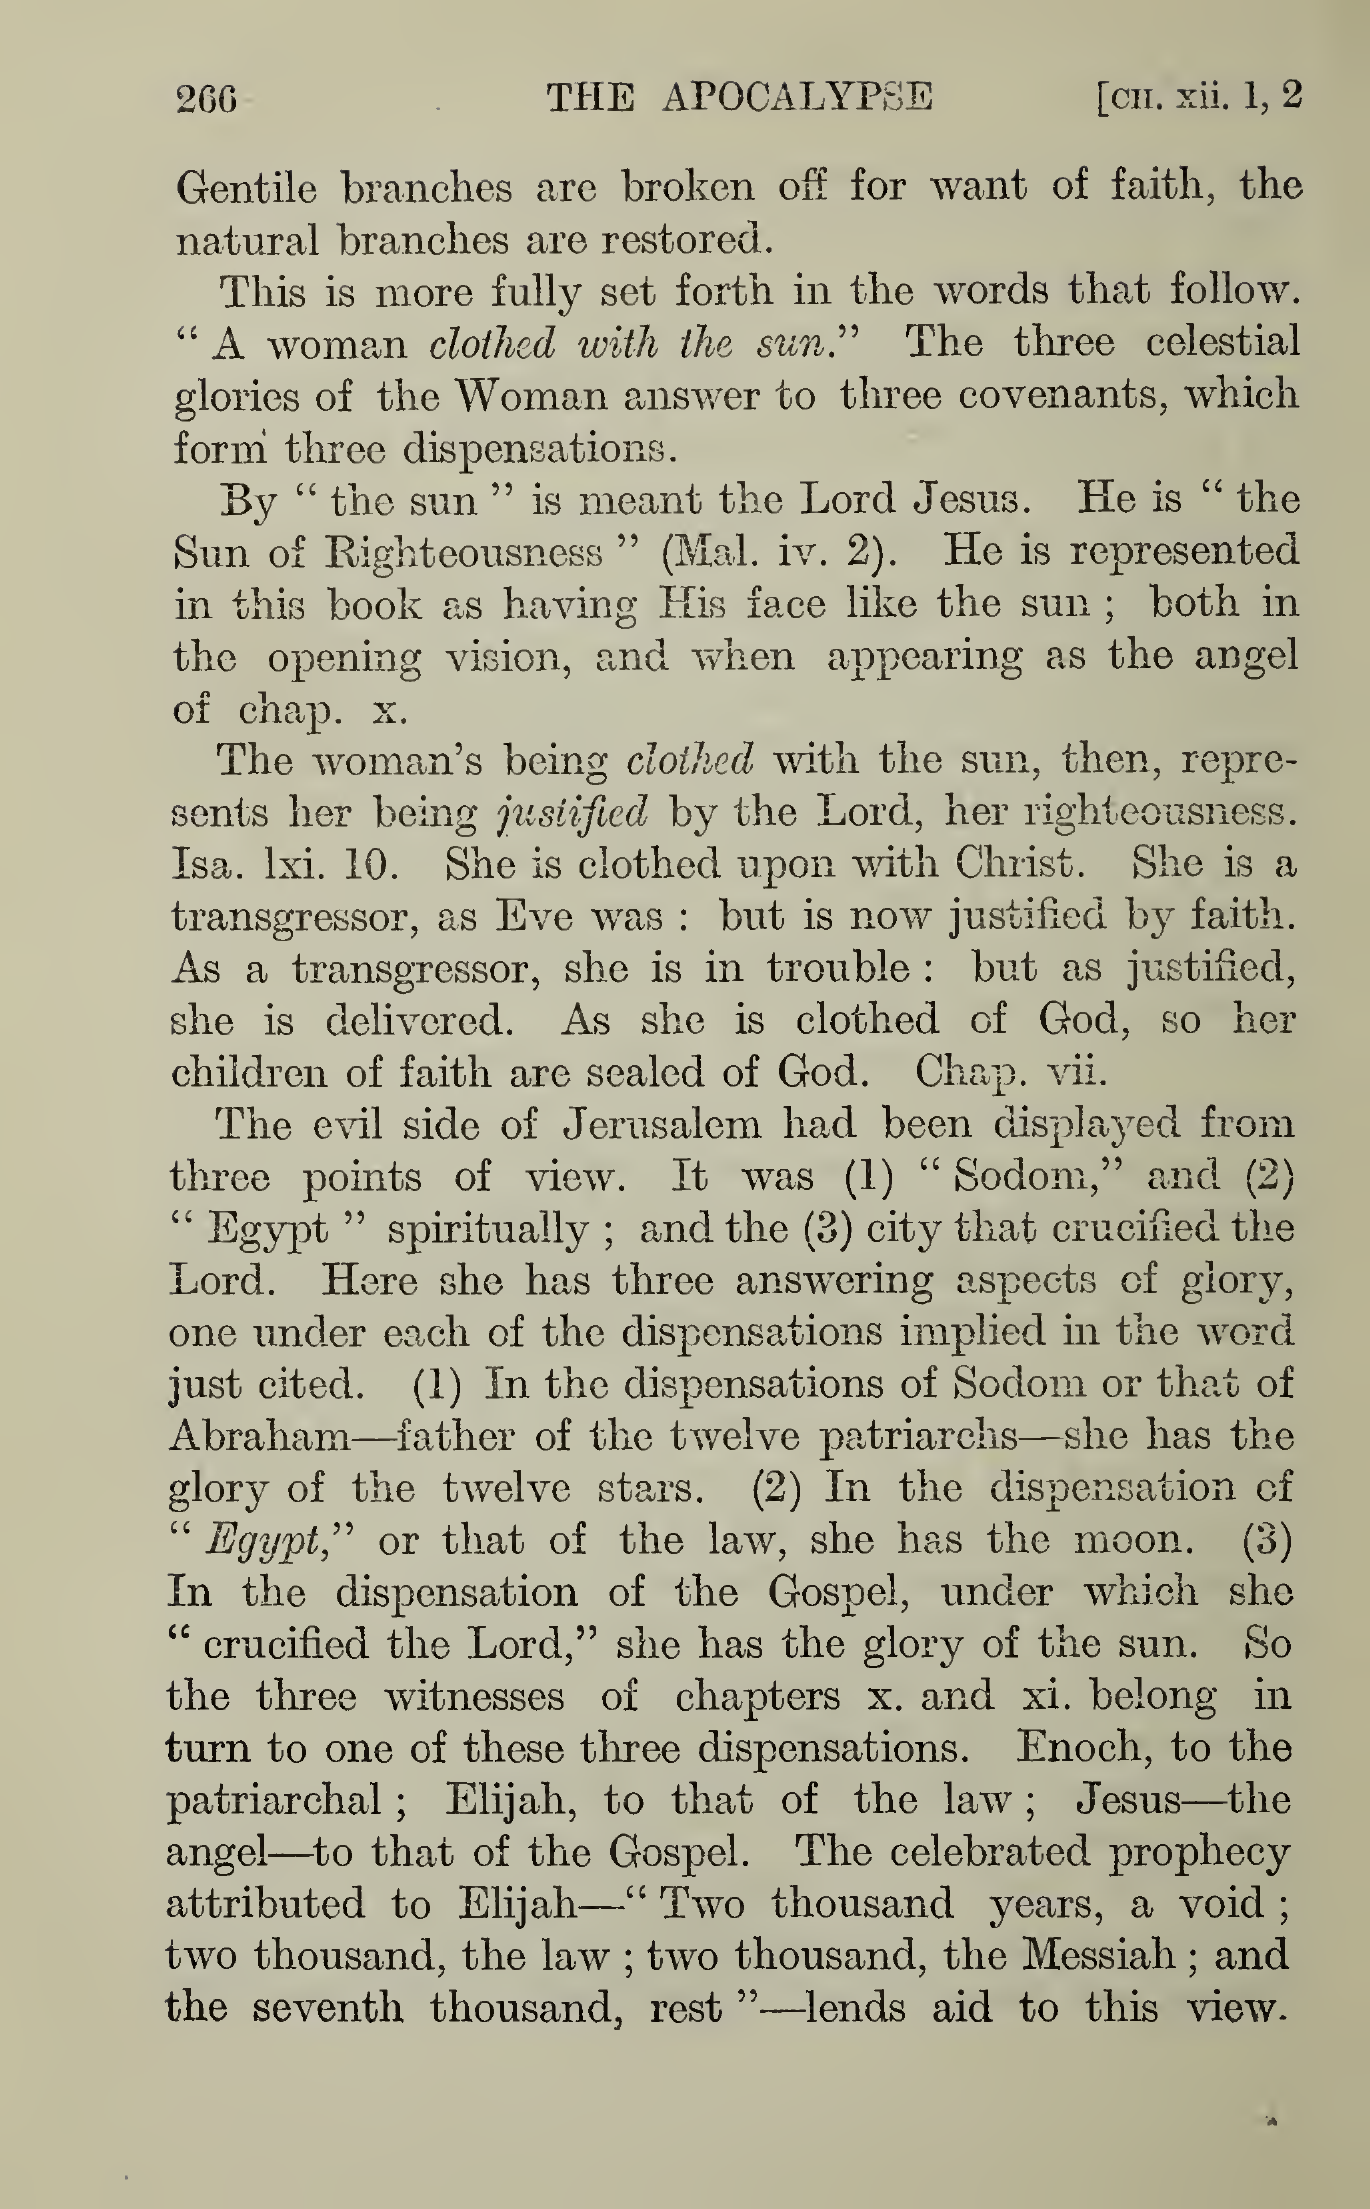 266 THE APOCALYPSE [CH. xii. 1, 2
Gentile branches are broken off for want of faith, the
natural branches are restored.
This is more fully set forth in the words that follow.
“ A woman clothed with the sun.” The three celestial
glories of the Woman answer to three covenants, which
form three dispensations.
By “ the sun ” is meant the Lord Jesus. He is “ the
Sun of Righteousness ” (Mal. iv. 2). He is represented
in this book as having His face like the sun ; both in
the opening vision, and when appearing as the angel
of chap. x.
The woman’s being clothed with the sun, then, repre-
sents her being justified by the Lord, her righteousness.
Isa. lxi. 10. She is clothed upon with Christ. She is a
transgressor, as Eve was : but is now justified by faith.
As a transgressor, she is in trouble : but as justified,
she is delivered. As she is clothed of God, so her
children of faith are sealed of God. Chap. vii.
The evil side of Jerusalem had been displayed from
three points of view. It was (1) “ Sodom,” and (2)
“ Egypt ” spiritually ; and the (3) city that crucified the
Lord. Here she has three answering aspects of glory,
one under each of the dispensations implied in the word
just cited. (1) In the dispensations of Sodom or that of
Abraham—father of the twelve patriarchs—she has the
glory of the twelve stars. (2) In the dispensation of
“ Egypt,” or that of the law, she has the moon. (3)
In the dispensation of the Gospel, under which she
“ crucified the Lord,” she has the glory of the sun. So
the three witnesses of chapters x. and xi. belong in
turn to one of these three dispensations. Enoch, to the
patriarchal ; Elijah, to that of the law ; Jesus—the
angel—to that of the Gospel. The celebrated prophecy
attributed to Elijah—“ Two thousand years, a void ;
two thousand, the law ; two thousand, the Messiah ; and
the seventh thousand, rest ”—lends aid to this view.